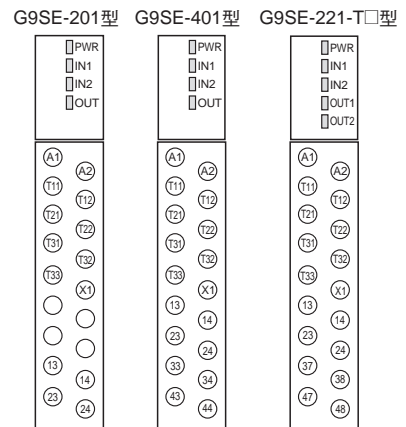 G9SE-201型 G9SE-401型 G9SE-221-T□型
PWR PWR PWR
IN1 IN1 IN1
IN2 IN2 IN2
OUT OUT OUT1
OUT2
A1 A1 A1
A2 A2 A2
T11 T11 T11
T12 T12 T12
T21 T21 T21
T22 T22 T22
T31 T31 T31
T32 T32 T32
T33 T33 T33
X1 X1 X1
13 13
14 14
23 23
24 24
13 33 37
14 34 38
23 43 47
24 44 48